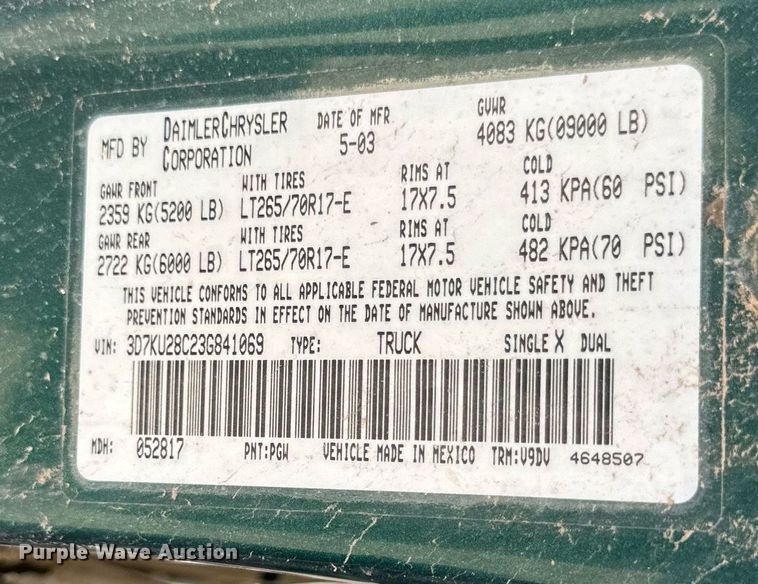 MFD BY DAIMLERCHRYSLER CORPORATION DATE OF MFR 5-03 GVWR 4083 KG(09000 LB)
GAWR FRONT WITH TIRES RIMS AT COLD
2359 KG(5200 LB) LT265/70R17-E 17X7.5 413 KPA(60 PSI)
GAWR REAR WITH TIRES RIMS AT COLD
2722 KG(6000 LB) LT265/70R17-E 17X7.5 482 KPA(70 PSI)
THIS VEHICLE CONFORMS TO ALL APPLICABLE FEDERAL MOTOR VEHICLE SAFETY AND THEFT
PREVENTION STANDARDS IN EFFECT ON THE DATE OF MANUFACTURE SHOWN ABOVE.
VIN: 3D7KU28C23G841069 TYPE: TRUCK SINGLE X DUAL
MDH: 052817 PNT:PGW VEHICLE MADE IN MEXICO TRM:V9DV 4648507
Purple Wave Auction